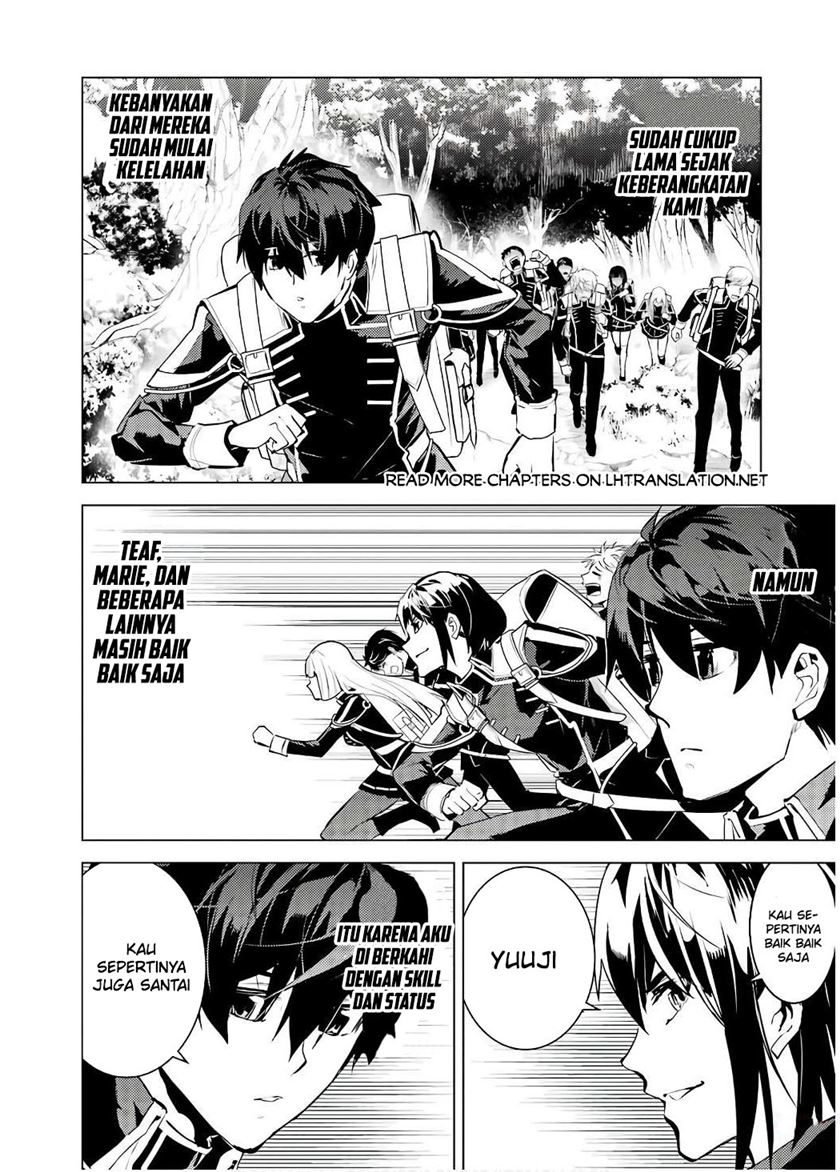 SUDAH CUKUP
LAMA SEJAK
KEBERANGKATAN
KAMI
KEBANYAKAN
DARI MEREKA
SUDAH MULAI
KELELAHAN
READ MORE CHAPTERS ON LHTRANSLATION.NET
NAMUN
TEAF,
MARIE, DAN
BEBERAPA
LAINNYA
MASIH BAIK
BAIK SAJA
KAU SE-
PERTINYA
BAIK BAIK
SAJA
YUUJI
ITU KARENA AKU
DI BERKAHI
DENGAN SKILL
DAN STATUS
KAU
SEPERTINYA
JUGA SANTAI